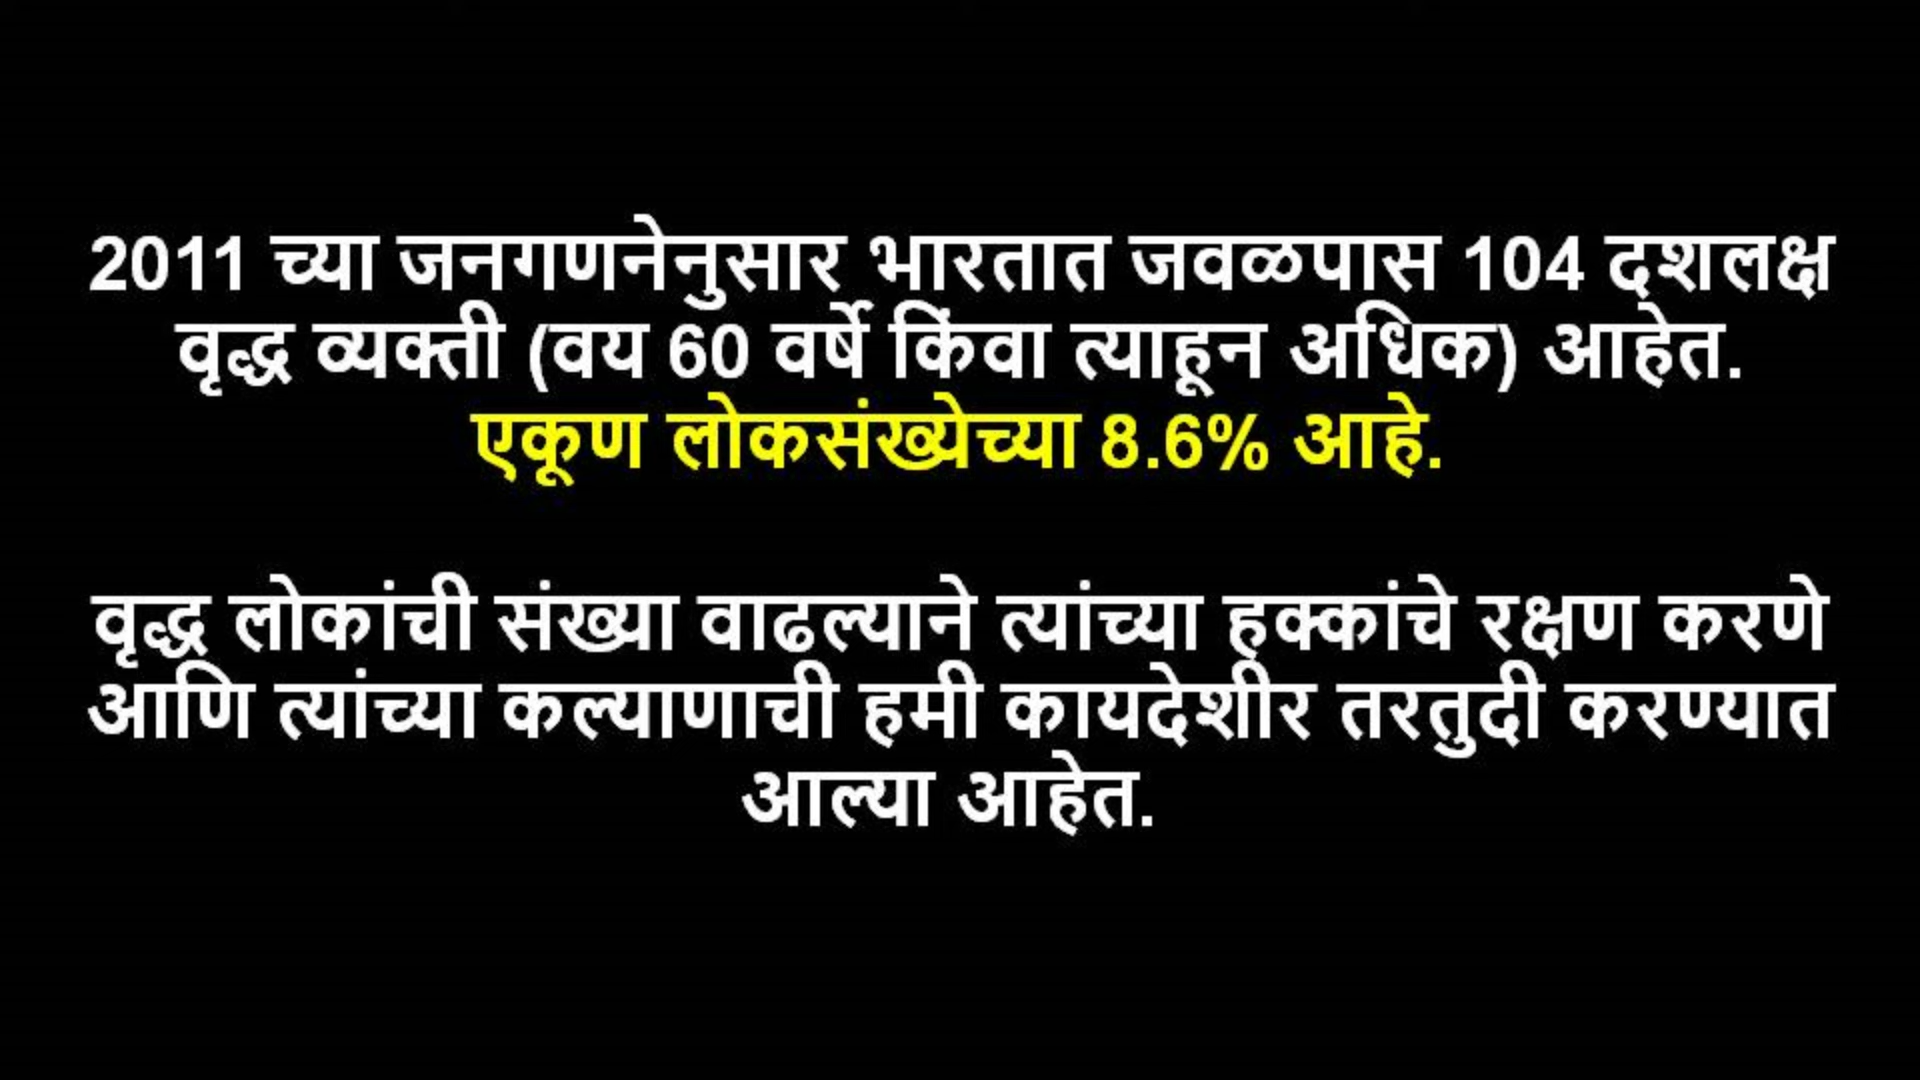 2011 च्या जनगणनेनुसार भारतात जवळपास 104 दशलक्ष
वृद्ध व्यक्ती (वय 60 वर्षे किंवा त्याहून अधिक) आहेत.
एकूण लोकसंख्येच्या 8.6% आहे.
वृद्ध लोकांची संख्या वाढल्याने त्यांच्या हक्कांचे रक्षण करणे
आणि त्यांच्या कल्याणाची हमी कायदेशीर तरतुदी करण्यात
आल्या आहेत.